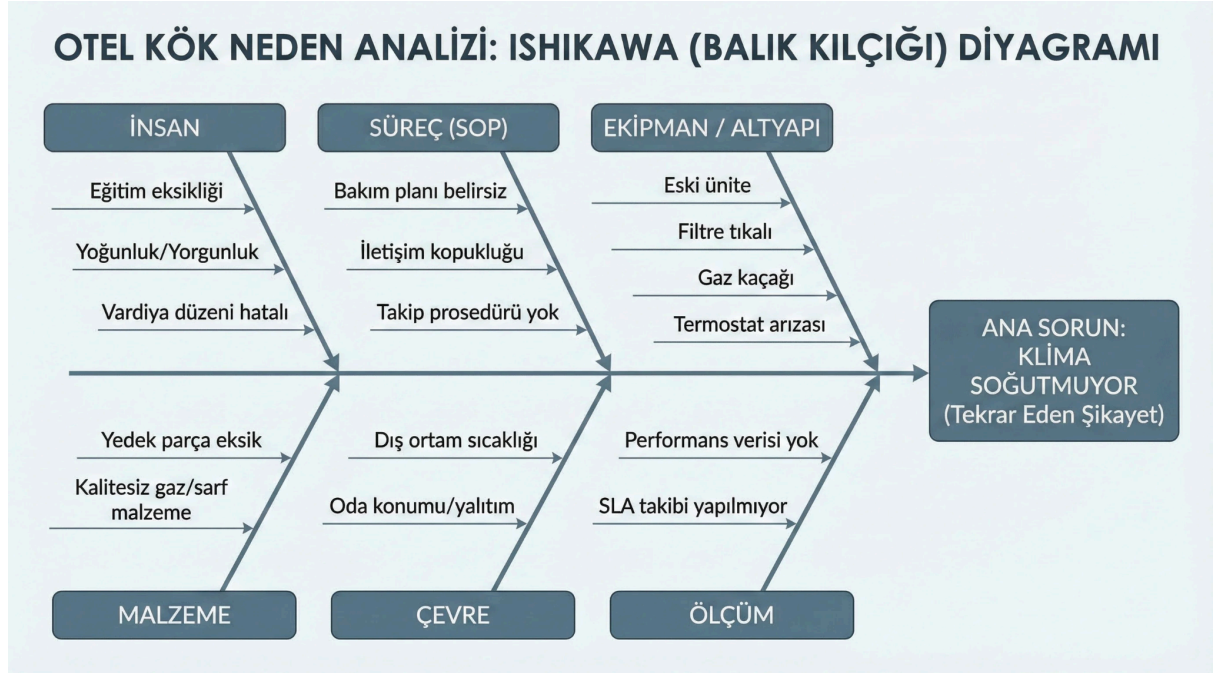 OTEL KÖK NEDEN ANALİZİ: ISHIKAWA (BALIK KILÇIĞI) DİYAGRAMI
İNSAN
Eğitim eksikliği
Yoğunluk/Yorgunluk
Vardiya düzeni hatalı
SÜREÇ (SOP)
Bakım planı belirsiz
İletişim kopukluğu
Takip prosedürü yok
EKİPMAN / ALTYAPI
Eski ünite
Filtre tıkalı
Gaz kaçağı
Termostat arızası
ANA SORUN:
KLİMA
SOĞUTMUYOR
(Tekrar Eden Şikayet)
Yedek parça eksik
Kalitesiz gaz/sarf
malzeme
MALZEME
Dış ortam sıcaklığı
Oda konumu/yalıtım
ÇEVRE
Performans verisi yok
SLA takibi yapılmıyor
ÖLÇÜM